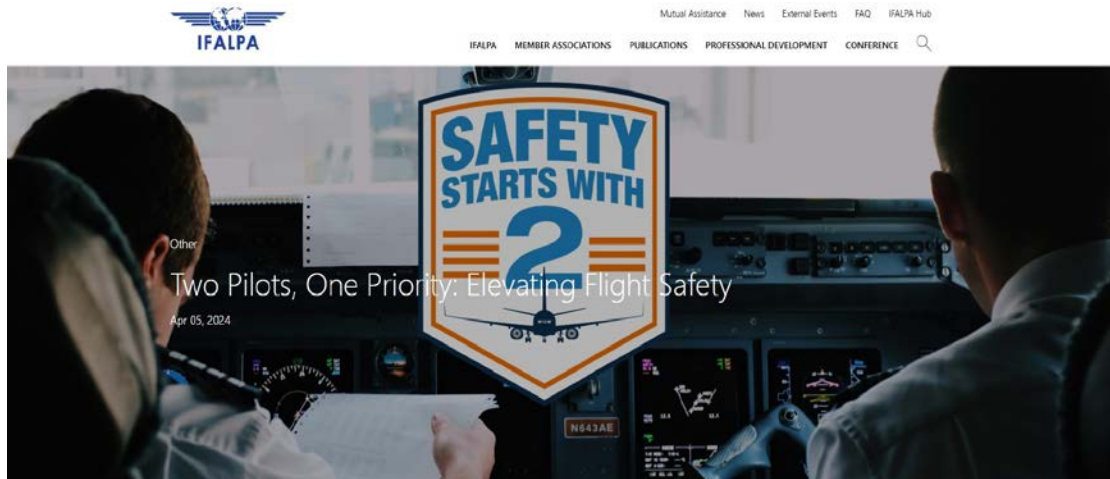 IFALPA
Mutual Assistance News External Events FAQ IFALPA Hub
IFALPA MEMBER ASSOCIATIONS PUBLICATIONS PROFESSIONAL DEVELOPMENT CONFERENCE
SAFETY
STARTS WITH
2
Other
Two Pilots, One Priority: Elevating Flight Safety
Apr 05, 2024
N643AE